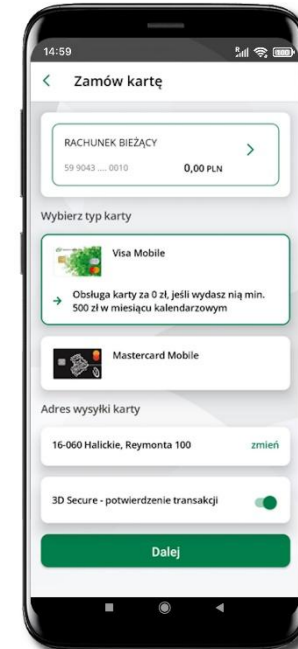 14:59
Zamów kartę
RACHUNEK BIEŻĄCY
59 9043 .... 0010 0,00 PLN
Wybierz typ karty
Visa Mobile
Obsługa karty za 0 zł, jeśli wydasz nią min.
500 zł w miesiącu kalendarzowym
Mastercard Mobile
Adres wysyłki karty
16-060 Halickie, Reymonta 100 zmień
3D Secure - potwierdzenie transakcji
Dalej